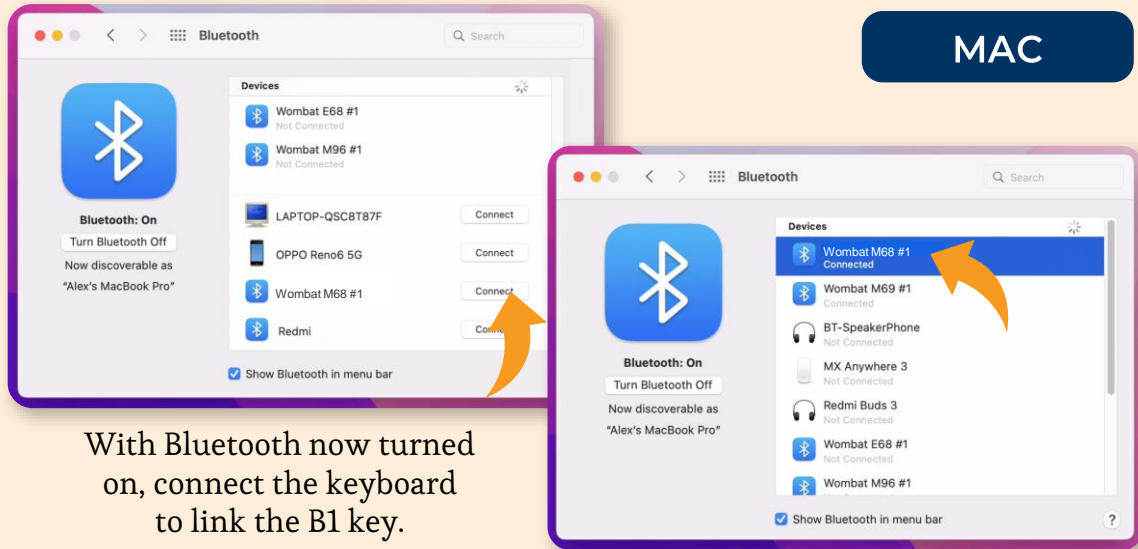 MAC
Bluetooth
Search
Devices
Wombat E68 #1
Not Connected
Wombat M96 #1
Not Connected
LAPTOP-QSC8T87F
Connect
OPPO Reno6 5G
Connect
Wombat M68 #1
Connect
Redmi
Bluetooth: On
Turn Bluetooth Off
Now discoverable as
“Alex's MacBook Pro”
Show Bluetooth in menu bar
Bluetooth
Search
Devices
Wombat M68 #1
Connected
Wombat M69 #1
Connected
BT-SpeakerPhone
Not Connected
MX Anywhere 3
Not Connected
Redmi Buds 3
Not Connected
Wombat E68 #1
Not Connected
Wombat M96 #1
Bluetooth: On
Turn Bluetooth Off
Now discoverable as
“Alex's MacBook Pro”
Show Bluetooth in menu bar
?
With Bluetooth now turned
on, connect the keyboard
to link the B1 key.